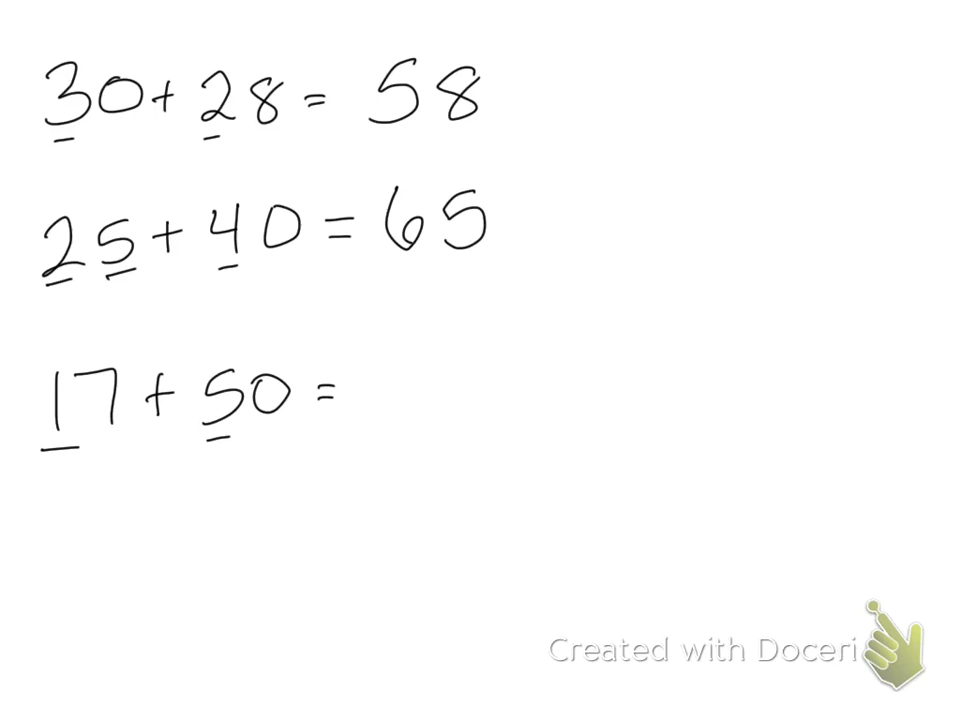 30 + 28 = 58
25 + 40 = 65
17 + 50 =
Created with Doceri